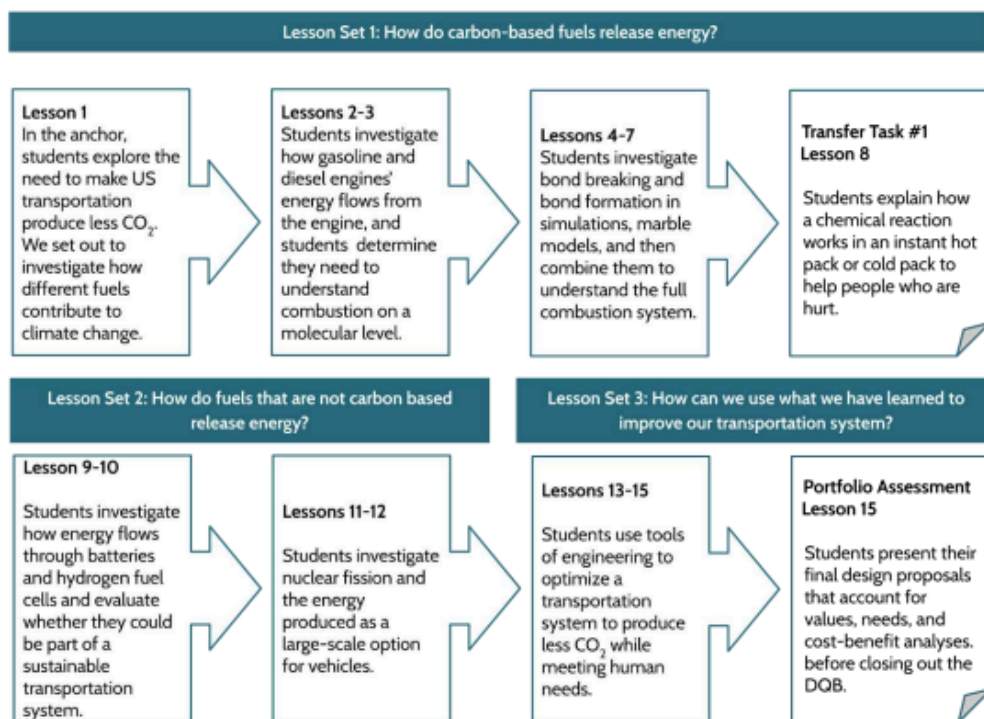 Lesson Set 1: How do carbon-based fuels release energy?
Lesson 1
In the anchor,
students explore the
need to make US
transportation
produce less CO₂.
We set out to
investigate how
different fuels
contribute to
climate change.
Lessons 2-3
Students investigate
how gasoline and
diesel engines'
energy flows from
the engine, and
students determine
they need to
understand
combustion on a
molecular level.
Lessons 4-7
Students investigate
bond breaking and
bond formation in
simulations, marble
models, and then
combine them to
understand the full
combustion system.
Transfer Task #1
Lesson 8
Students explain how
a chemical reaction
works in an instant hot
pack or cold pack to
help people who are
hurt.
Lesson Set 2: How do fuels that are not carbon based
release energy?
Lesson 9-10
Students investigate
how energy flows
through batteries
and hydrogen fuel
cells and evaluate
whether they could
be part of a
sustainable
transportation
system.
Lessons 11-12
Students investigate
nuclear fission and
the energy
produced as a
large-scale option
for vehicles.
Lesson Set 3: How can we use what we have learned to
improve our transportation system?
Lessons 13-15
Students use tools
of engineering to
optimize a
transportation
system to produce
less CO₂ while
meeting human
needs.
Portfolio Assessment
Lesson 15
Students present their
final design proposals
that account for
values, needs, and
cost-benefit analyses.
before closing out the
DQB.